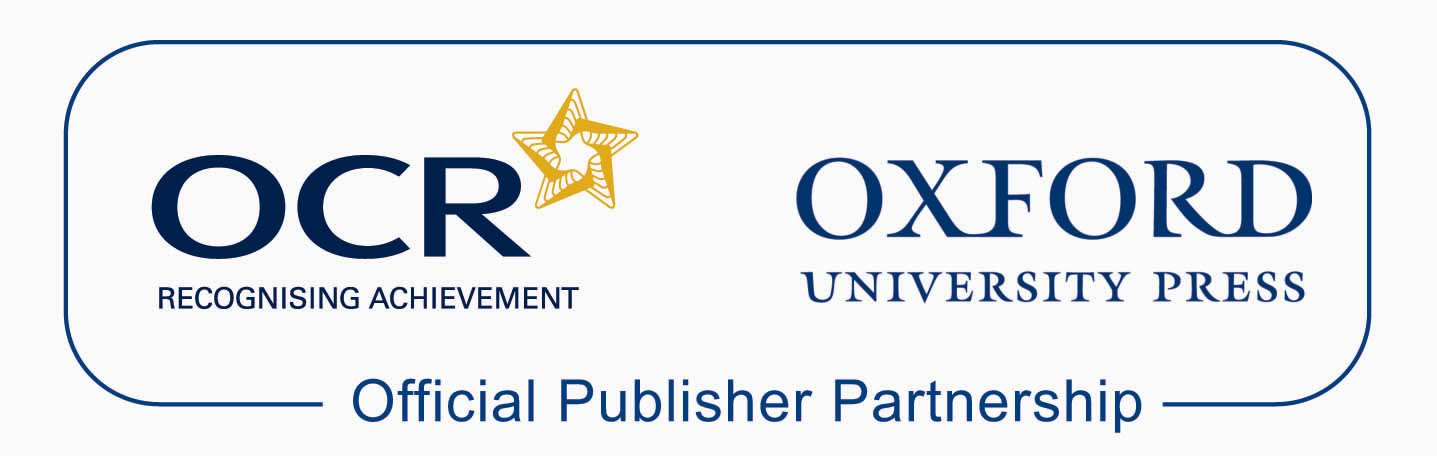 OCR
RECOGNISING ACHIEVEMENT
OXFORD
UNIVERSITY PRESS
Official Publisher Partnership